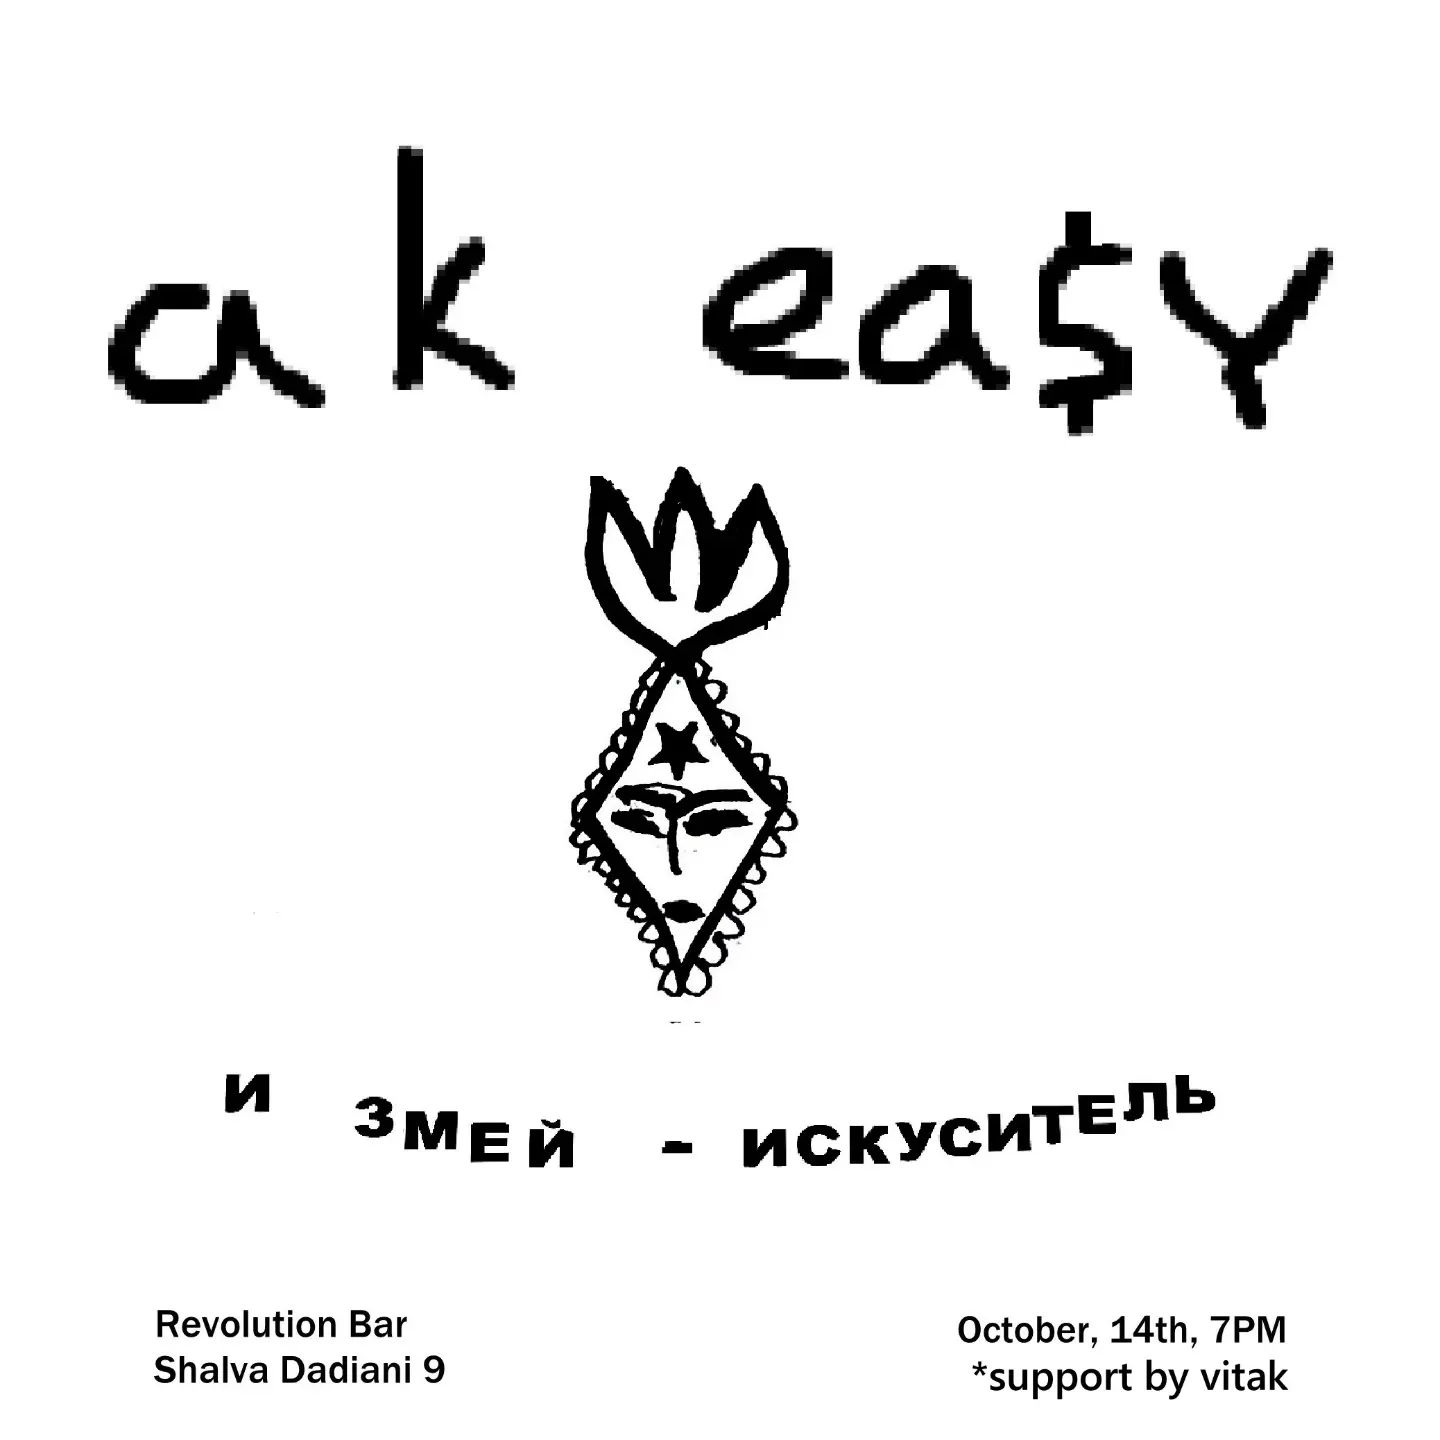 ak ea$y
и змей - искуситель
Revolution Bar
Shalva Dadiani 9
October, 14th, 7PM
*support by vitak